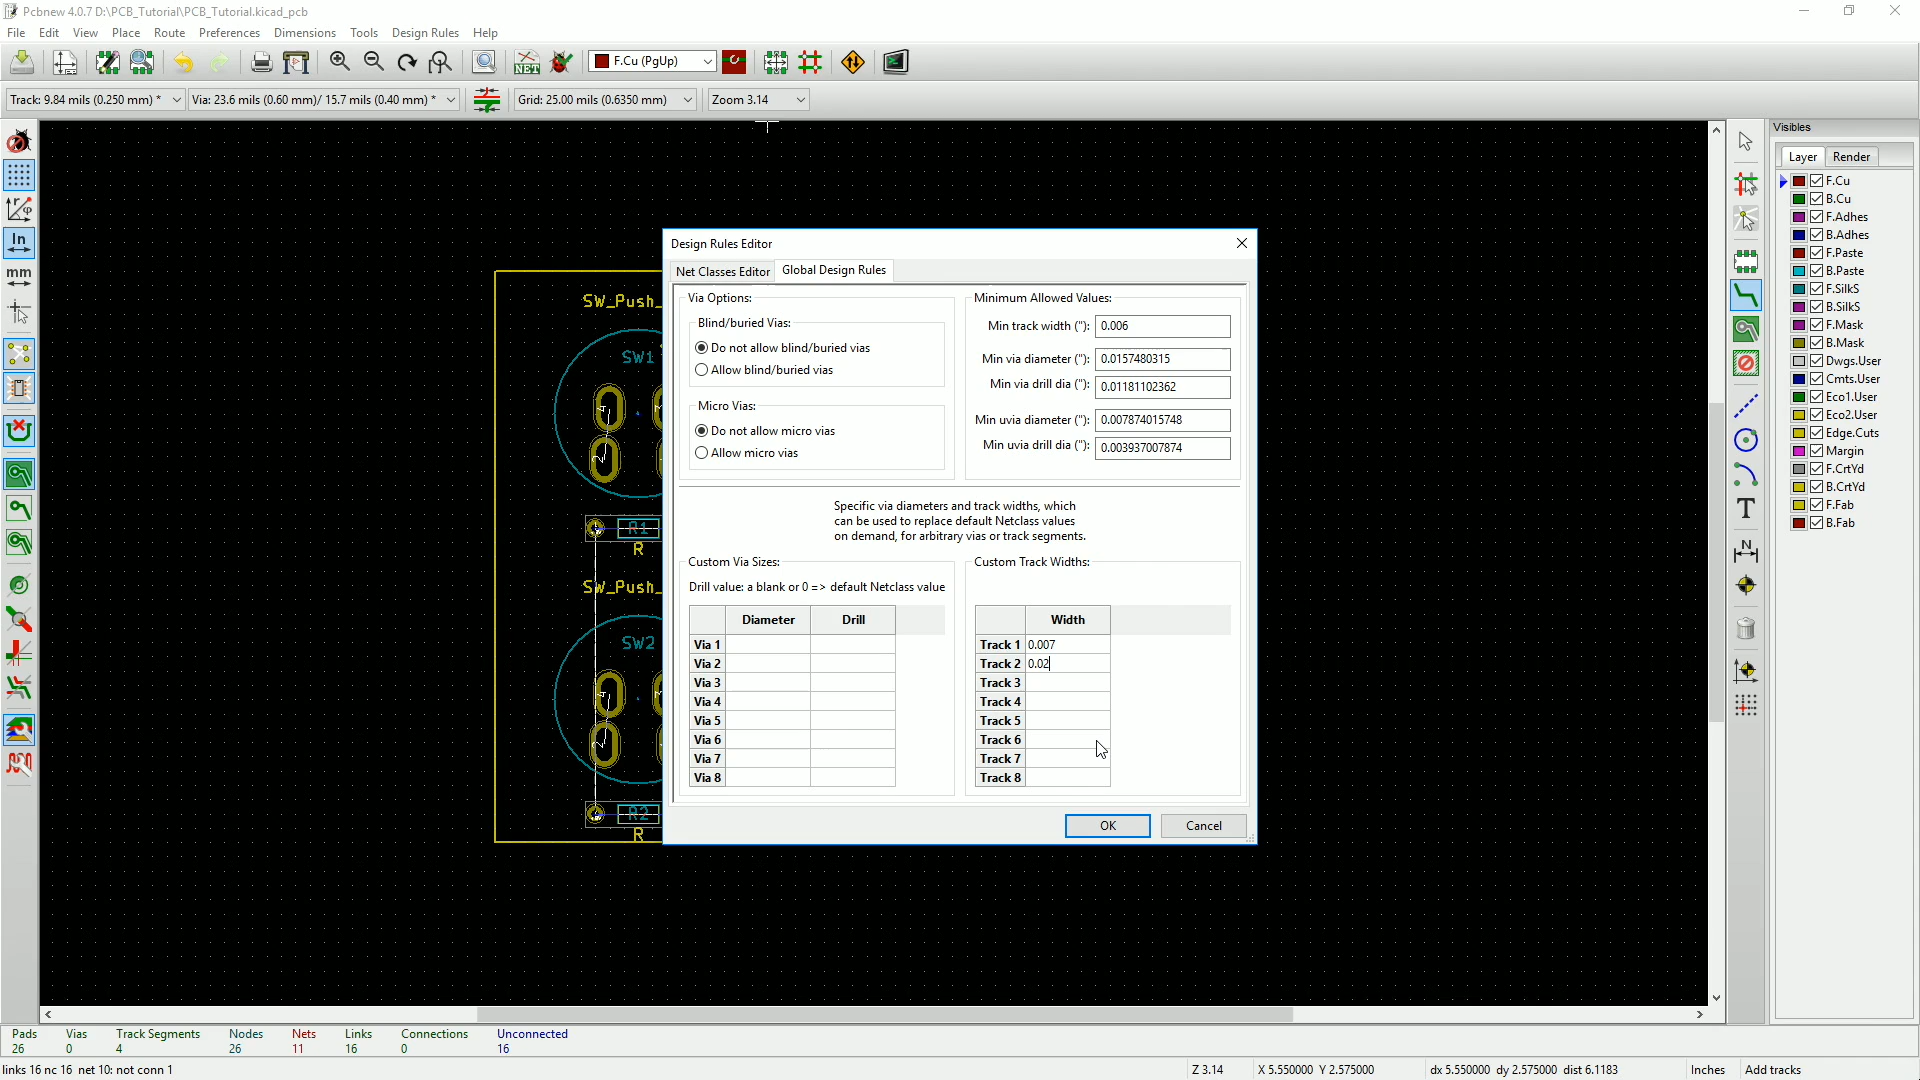 Pcbnew 4.0.7 D:\PCB_Tutorial\PCB_Tutorial.kicad_pcb
File Edit View Place Route Preferences Dimensions Tools Design Rules Help
NET F.Cu (PgUp)
Track: 9.84 mils (0.250 mm) * Via: 23.6 mils (0.60 mm)/ 15.7 mils (0.40 mm) * Grid: 25.00 mils (0.6350 mm) Zoom 3.14
In
mm
SW_Push_
SW1
4
2
R1
R
SW_Push_
SW2
4
2
R2
R
Design Rules Editor
Net Classes Editor Global Design Rules
Via Options:
Blind/buried Vias:
Do not allow blind/buried vias
Allow blind/buried vias
Micro Vias:
Do not allow micro vias
Allow micro vias
Minimum Allowed Values:
Min track width ("): 0.006
Min via diameter ("): 0.0157480315
Min via drill dia ("): 0.01181102362
Min uvia diameter ("): 0.007874015748
Min uvia drill dia ("): 0.003937007874
Specific via diameters and track widths, which
can be used to replace default Netclass values
on demand, for arbitrary vias or track segments.
Custom Via Sizes:
Drill value: a blank or 0 => default Netclass value
Diameter Drill
Via 1
Via 2
Via 3
Via 4
Via 5
Via 6
Via 7
Via 8
Custom Track Widths:
Width
Track 1 0.007
Track 2 0.02
Track 3
Track 4
Track 5
Track 6
Track 7
Track 8
OK Cancel
T
N
Visibles
Layer Render
F.Cu
B.Cu
F.Adhes
B.Adhes
F.Paste
B.Paste
F.SilkS
B.SilkS
F.Mask
B.Mask
Dwgs.User
Cmts.User
Eco1.User
Eco2.User
Edge.Cuts
Margin
F.CrtYd
B.CrtYd
F.Fab
B.Fab
Pads Vias Track Segments Nodes Nets Links Connections Unconnected
26 0 4 26 11 16 0 16
links 16 nc 16 net 10: not conn 1 Z 3.14 X 5.550000 Y 2.575000 dx 5.550000 dy 2.575000 dist 6.1183 Inches Add tracks